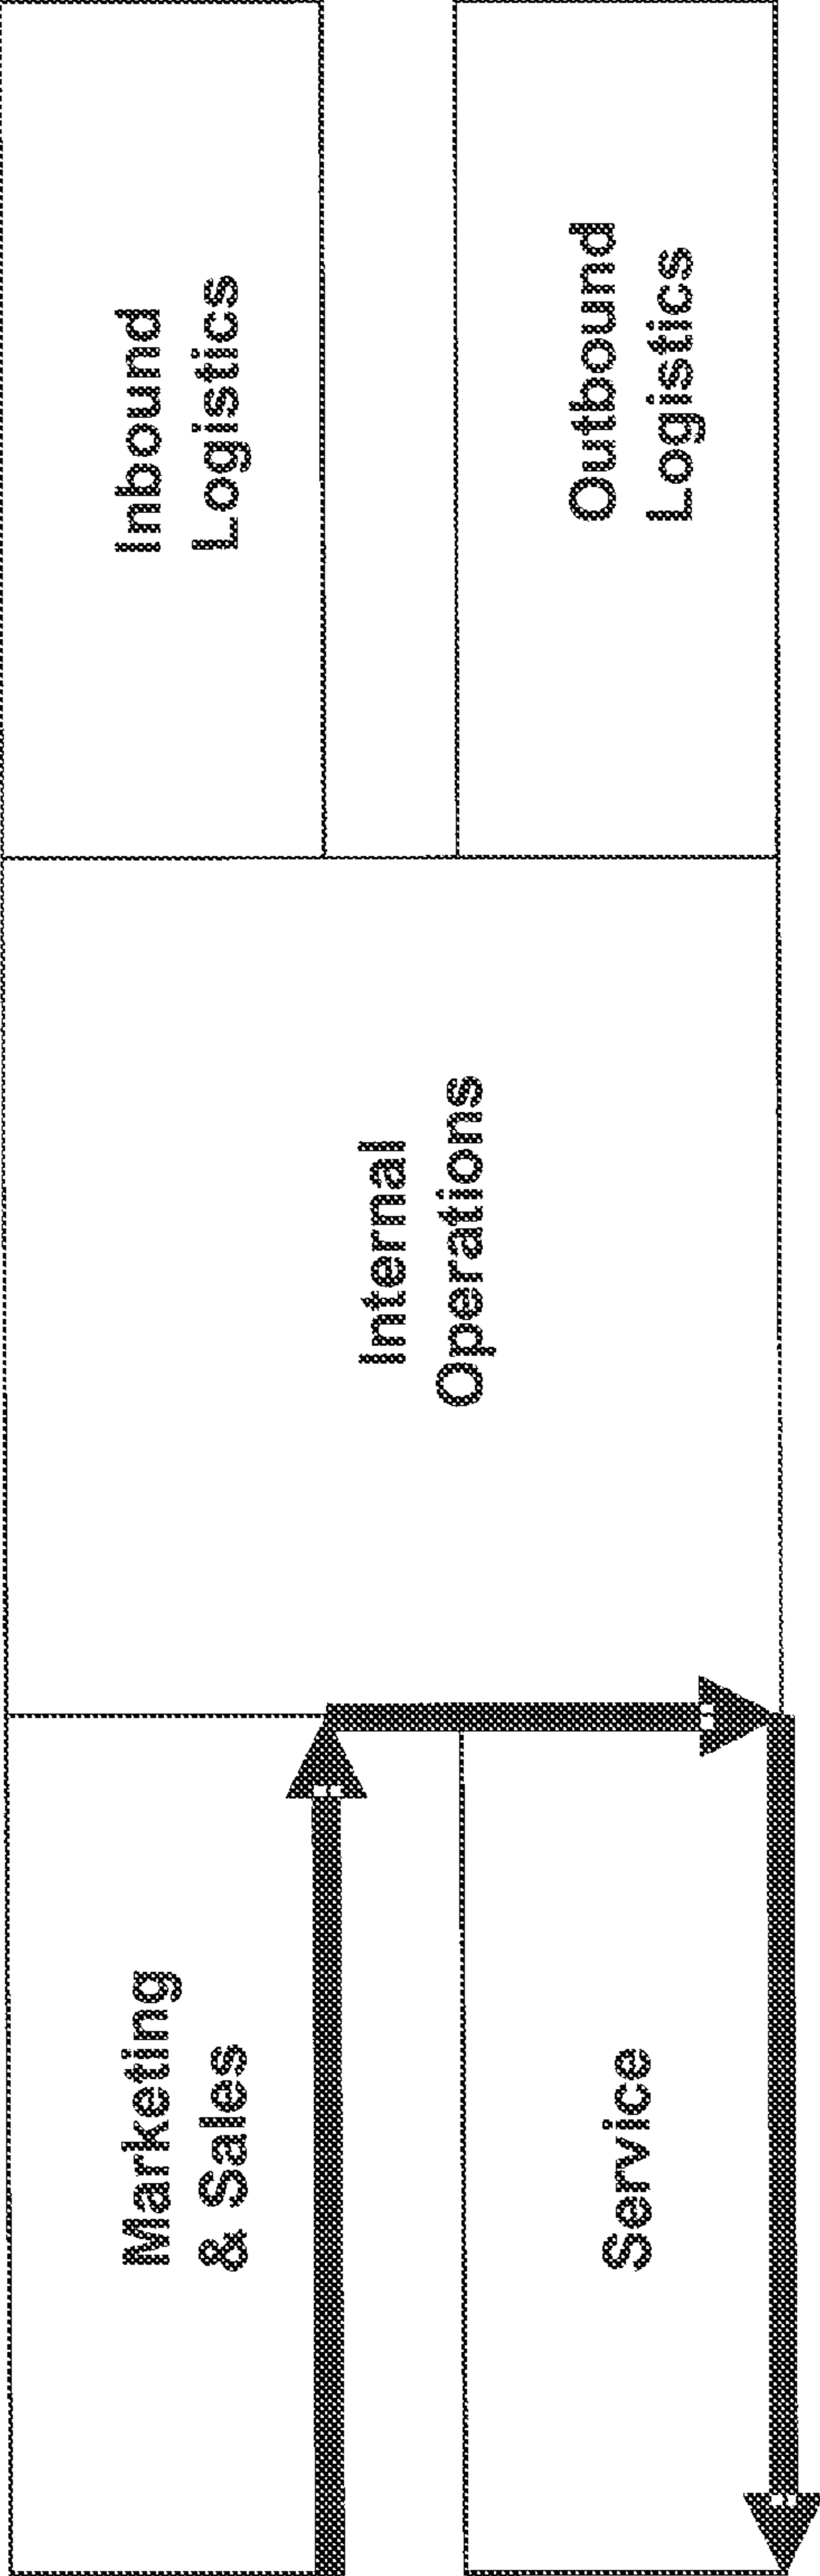 Marketing
& Sales
Service
Internal
Operations
Inbound
Logistics
Outbound
Logistics